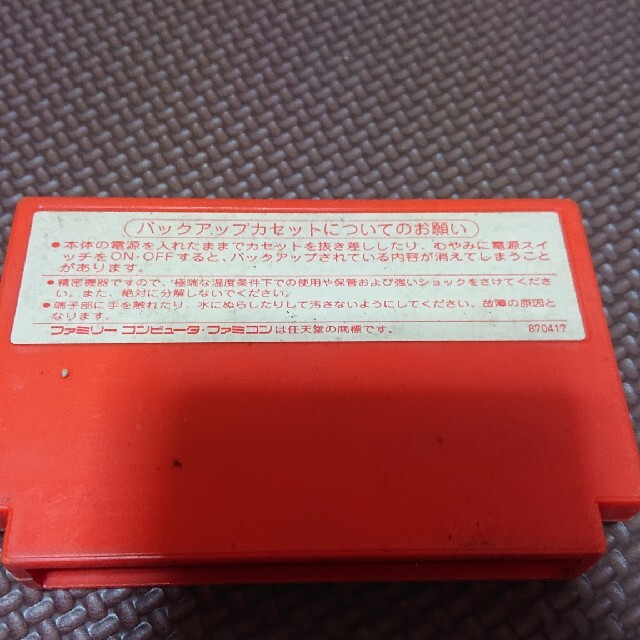 バックアップカセットについてのお願い
●本体の電源を入れたままでカセットを抜き差ししたり、むやみに電源スイ
ッチをON・OFFすると、バックアップされている内容が消えてしまうこと
があります。
●精密機器ですので、極端な温度条件下での使用や保管および強いショックをさけてくださ
い。また、絶対に分解しないでください。
●端子部に手を触れたり、水にぬらしたりして汚さないようにしてください。故障の原因と
なります。
ファミリーコンピュータ・ファミコンは任天堂の商標です。 870417